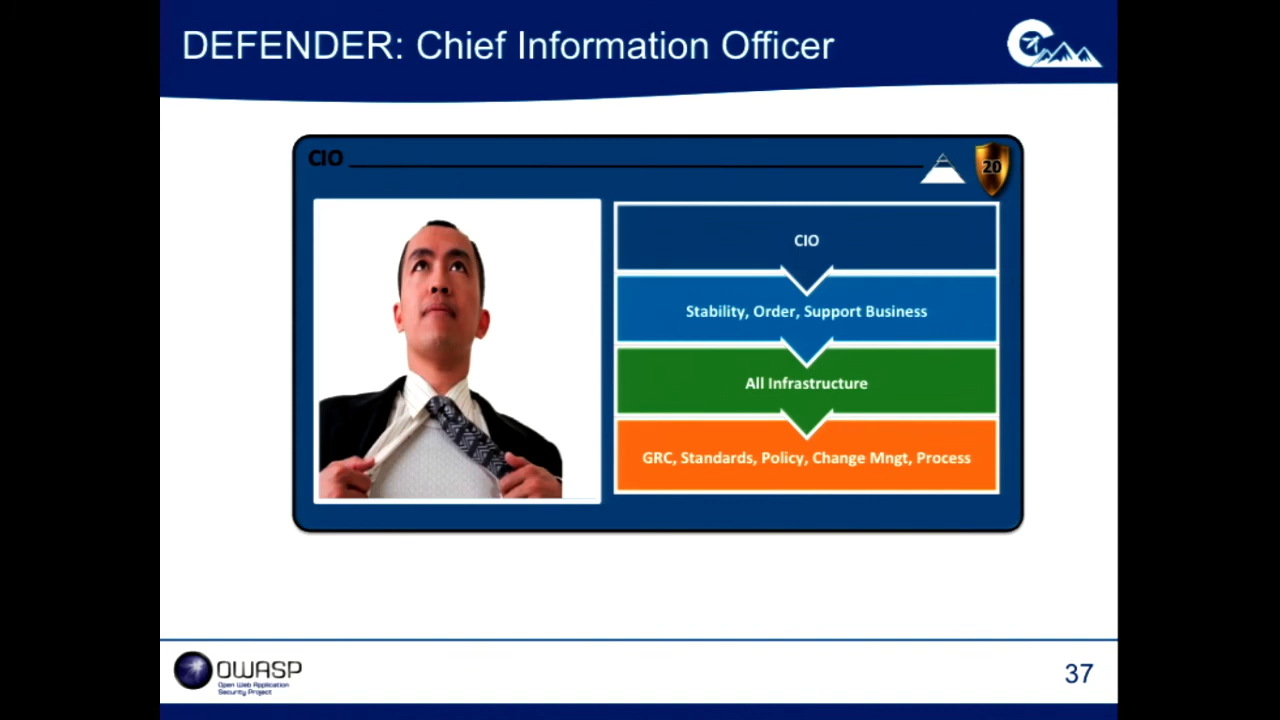 DEFENDER: Chief Information Officer
CIO
20
CIO
Stability, Order, Support Business
All Infrastructure
GRC, Standards, Policy, Change Mngt, Process
OWASP
Open Web Application
Security Project
37